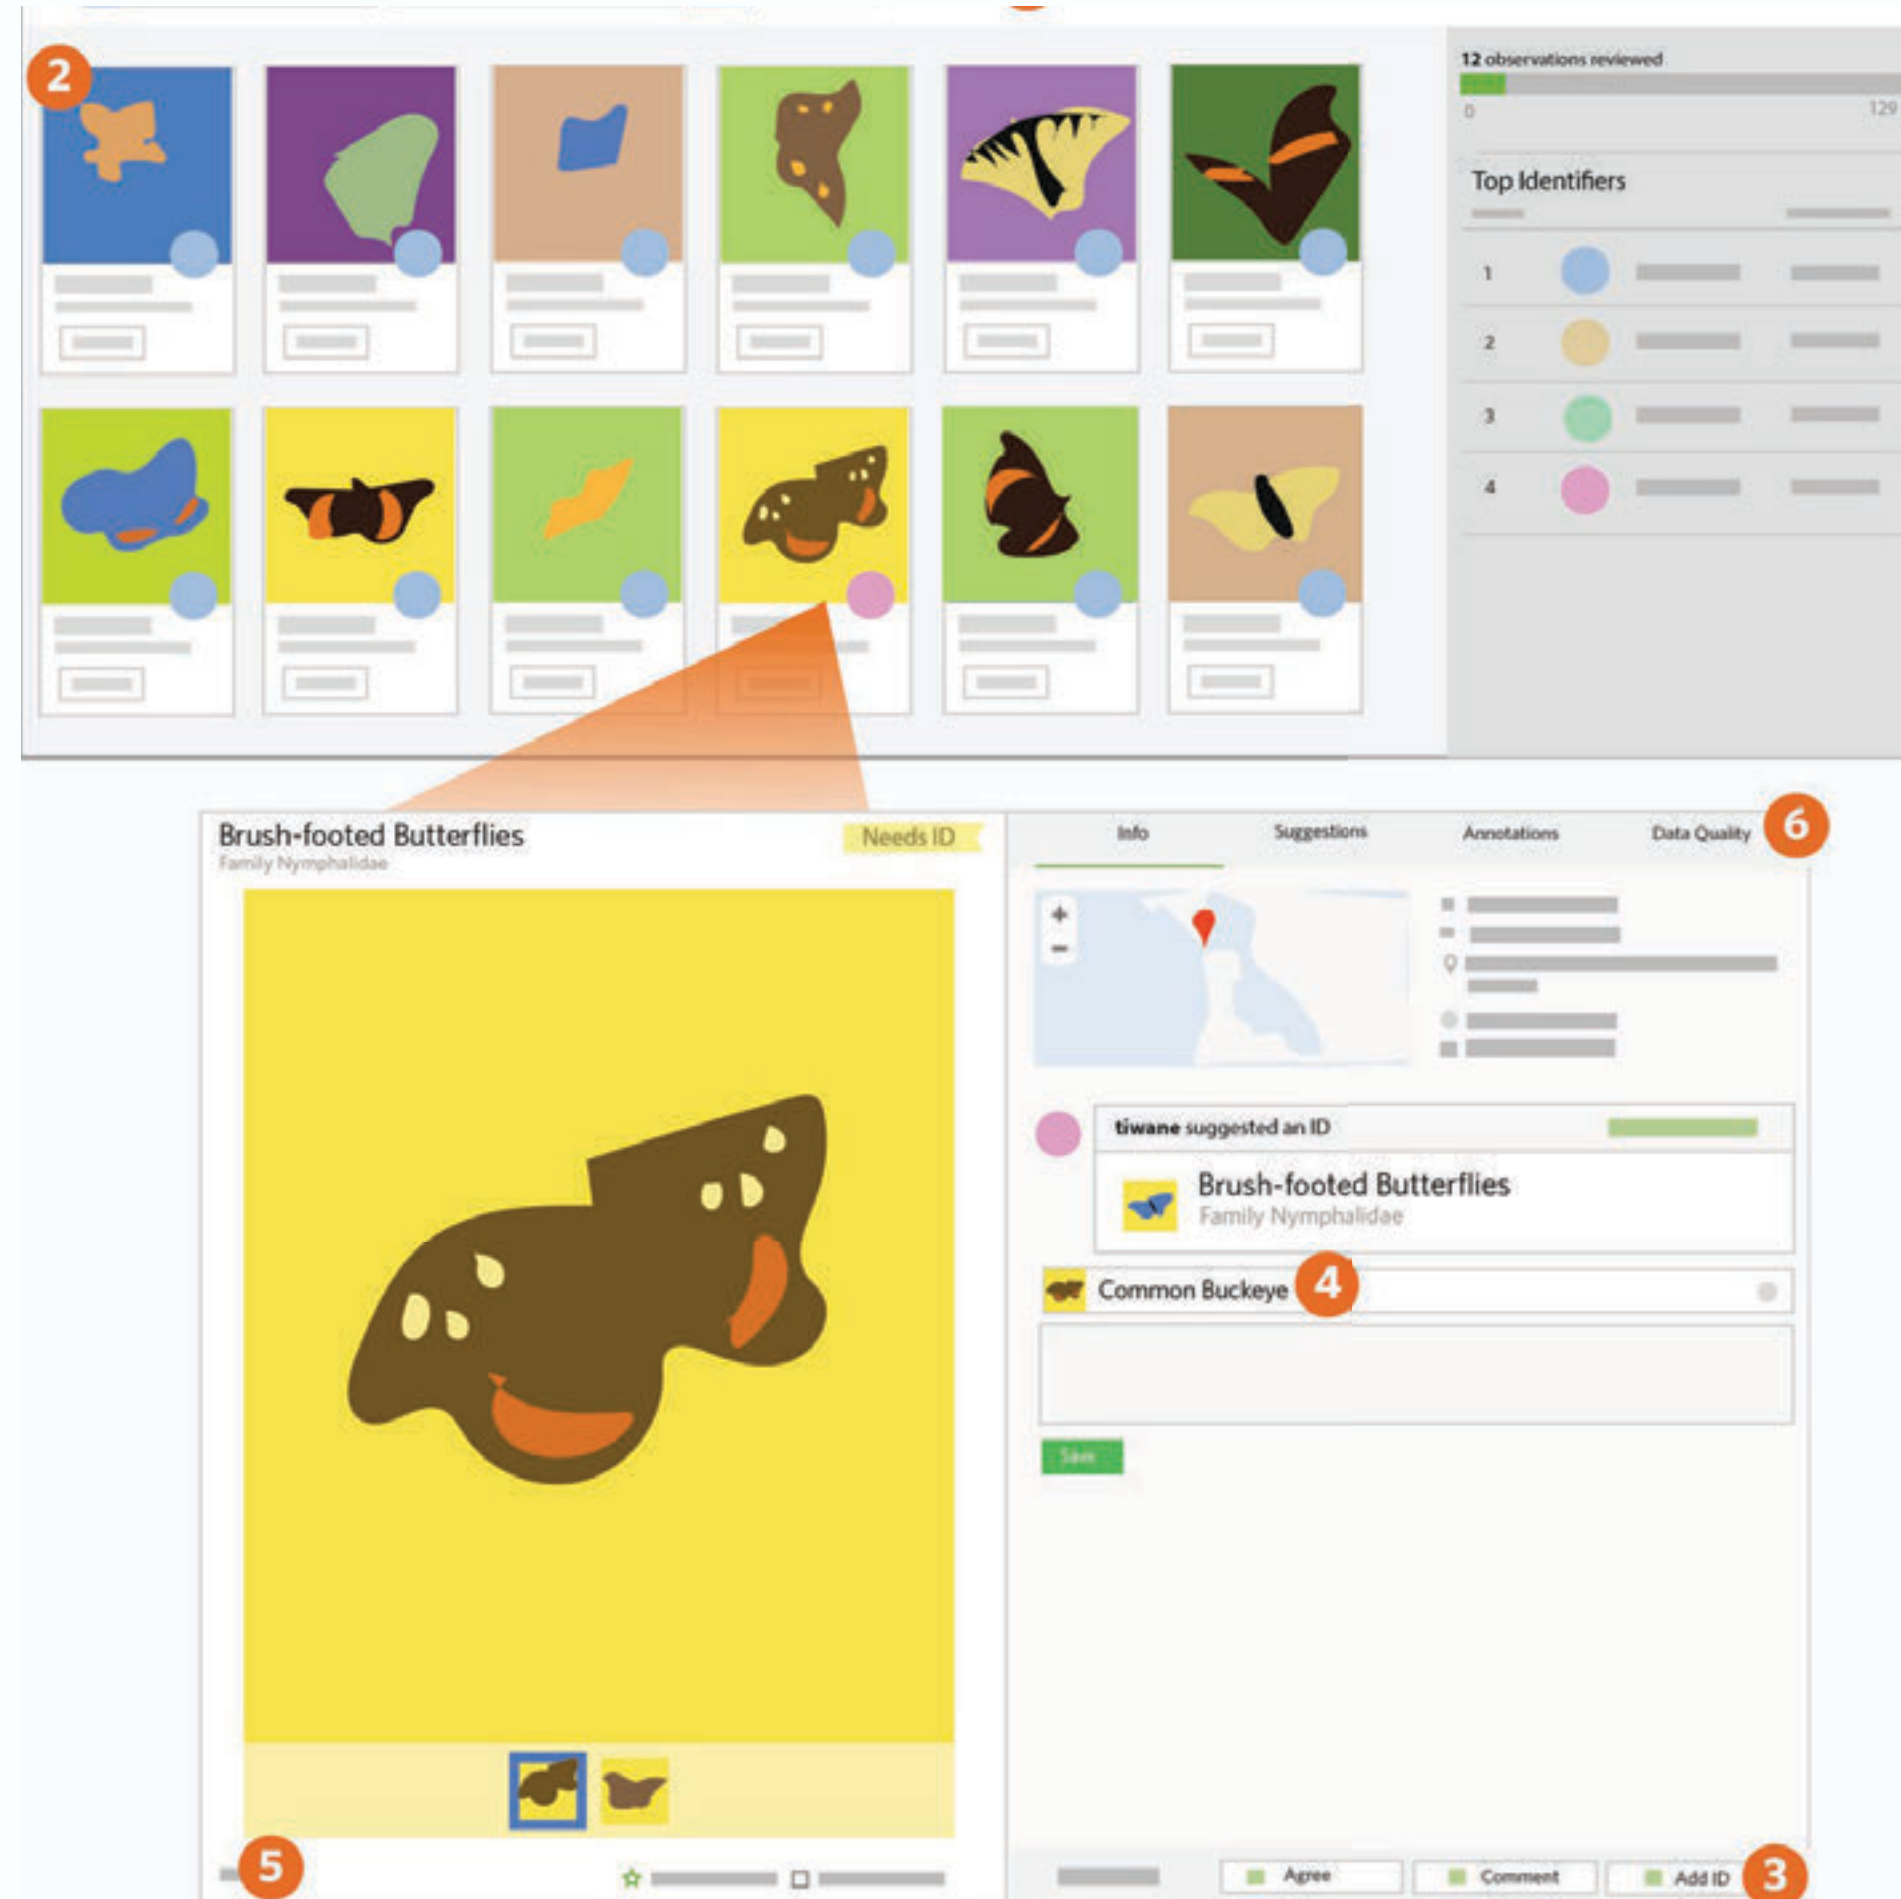 2
12 observations reviewed
0 129
Top Identifiers
1
2
3
4
Brush-footed Butterflies
Family Nymphalidae
Needs ID
Info Suggestions Annotations Data Quality 6
+
-
tiwane suggested an ID
Brush-footed Butterflies
Family Nymphalidae
Common Buckeye 4
Save
5
Agree Comment Add ID 3